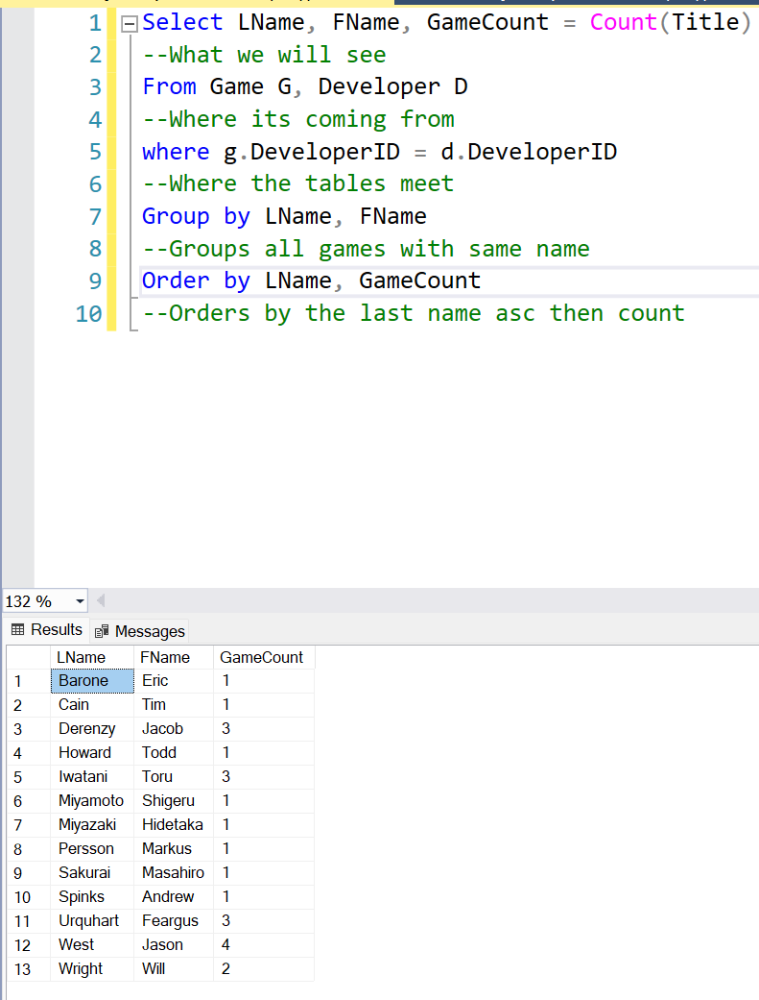 1 Select LName, FName, GameCount = Count(Title)
2 --What we will see
3 From Game G, Developer D
4 --Where its coming from
5 where g.DeveloperID = d.DeveloperID
6 --Where the tables meet
7 Group by LName, FName
8 --Groups all games with same name
9 Order by LName, GameCount
10 --Orders by the last name asc then count
132 %
Results Messages
LName FName GameCount
1 Barone Eric 1
2 Cain Tim 1
3 Derenzy Jacob 3
4 Howard Todd 1
5 Iwatani Toru 3
6 Miyamoto Shigeru 1
7 Miyazaki Hidetaka 1
8 Persson Markus 1
9 Sakurai Masahiro 1
10 Spinks Andrew 1
11 Urquhart Feargus 3
12 West Jason 4
13 Wright Will 2